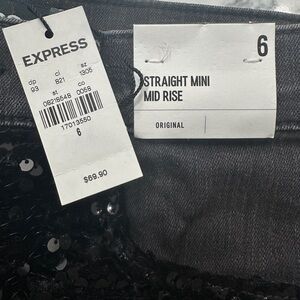 EXPRESS
dp cl sz
93 821 1305
st co
06218548 0058
17013550
6
$69.90
6
STRAIGHT MINI
MID RISE
ORIGINAL